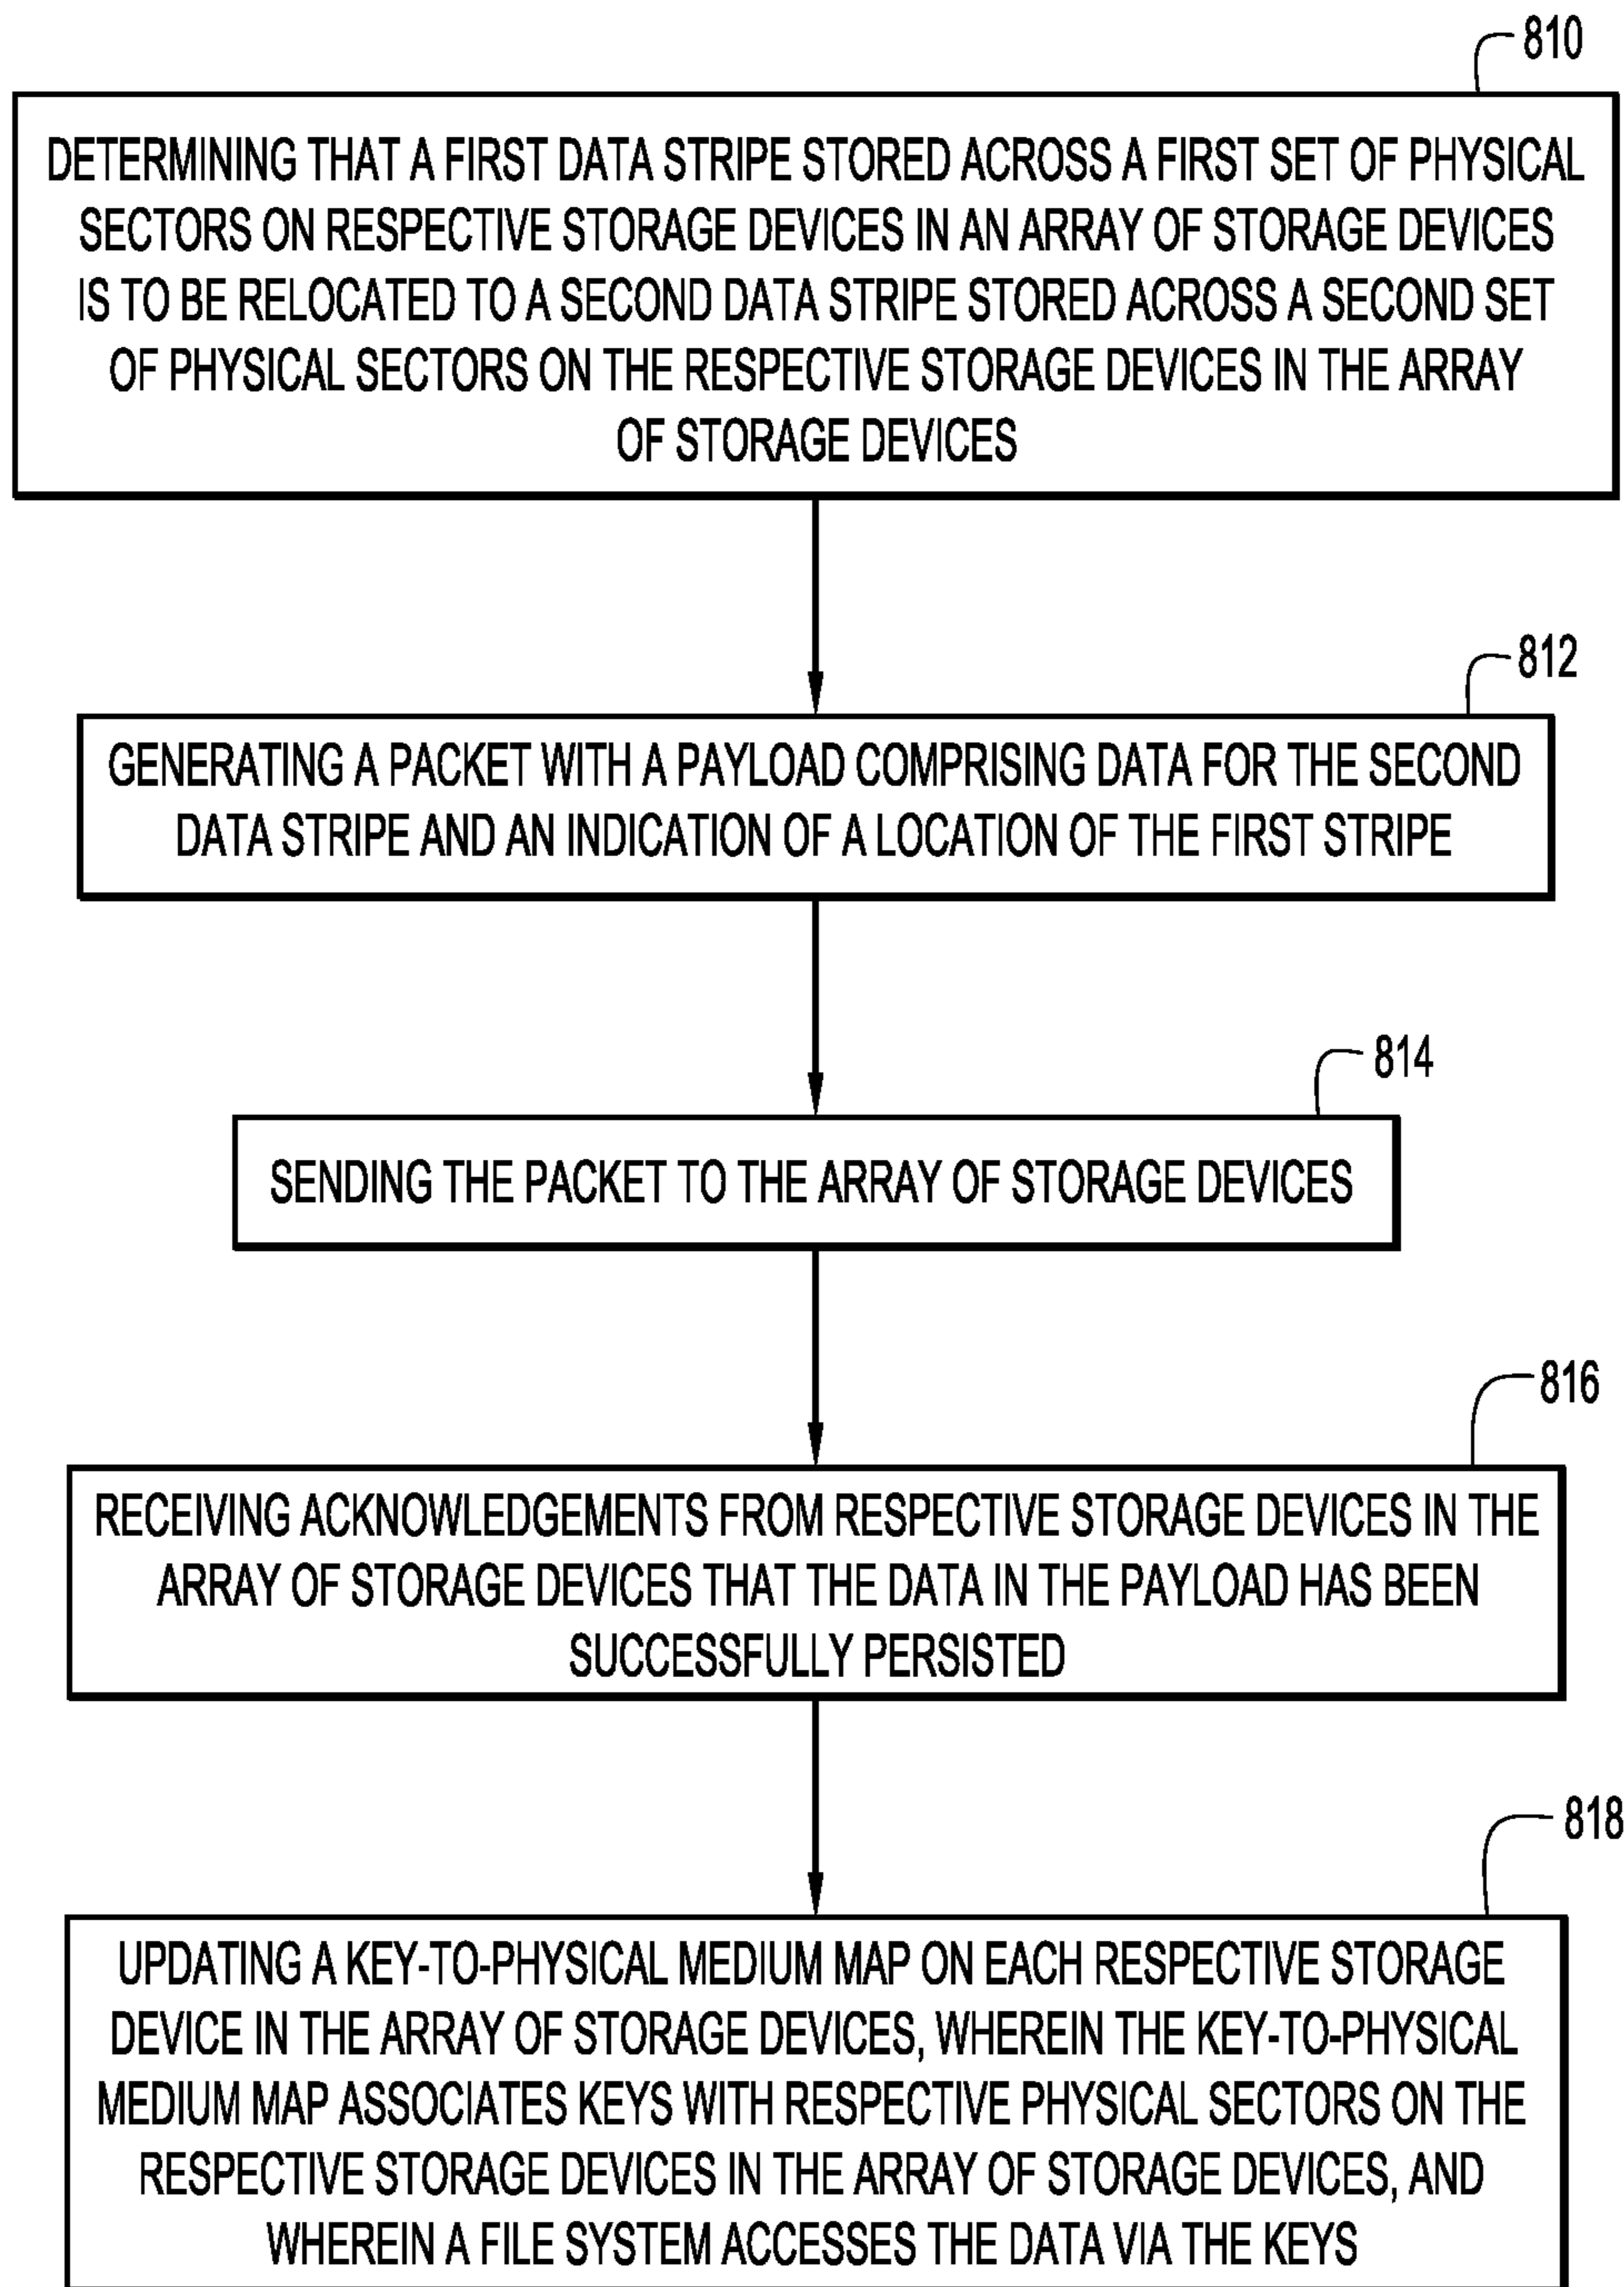 810
DETERMINING THAT A FIRST DATA STRIPE STORED ACROSS A FIRST SET OF PHYSICAL
SECTORS ON RESPECTIVE STORAGE DEVICES IN AN ARRAY OF STORAGE DEVICES
IS TO BE RELOCATED TO A SECOND DATA STRIPE STORED ACROSS A SECOND SET
OF PHYSICAL SECTORS ON THE RESPECTIVE STORAGE DEVICES IN THE ARRAY
OF STORAGE DEVICES
812
GENERATING A PACKET WITH A PAYLOAD COMPRISING DATA FOR THE SECOND
DATA STRIPE AND AN INDICATION OF A LOCATION OF THE FIRST STRIPE
814
SENDING THE PACKET TO THE ARRAY OF STORAGE DEVICES
816
RECEIVING ACKNOWLEDGEMENTS FROM RESPECTIVE STORAGE DEVICES IN THE
ARRAY OF STORAGE DEVICES THAT THE DATA IN THE PAYLOAD HAS BEEN
SUCCESSFULLY PERSISTED
818
UPDATING A KEY-TO-PHYSICAL MEDIUM MAP ON EACH RESPECTIVE STORAGE
DEVICE IN THE ARRAY OF STORAGE DEVICES, WHEREIN THE KEY-TO-PHYSICAL
MEDIUM MAP ASSOCIATES KEYS WITH RESPECTIVE PHYSICAL SECTORS ON THE
RESPECTIVE STORAGE DEVICES IN THE ARRAY OF STORAGE DEVICES, AND
WHEREIN A FILE SYSTEM ACCESSES THE DATA VIA THE KEYS